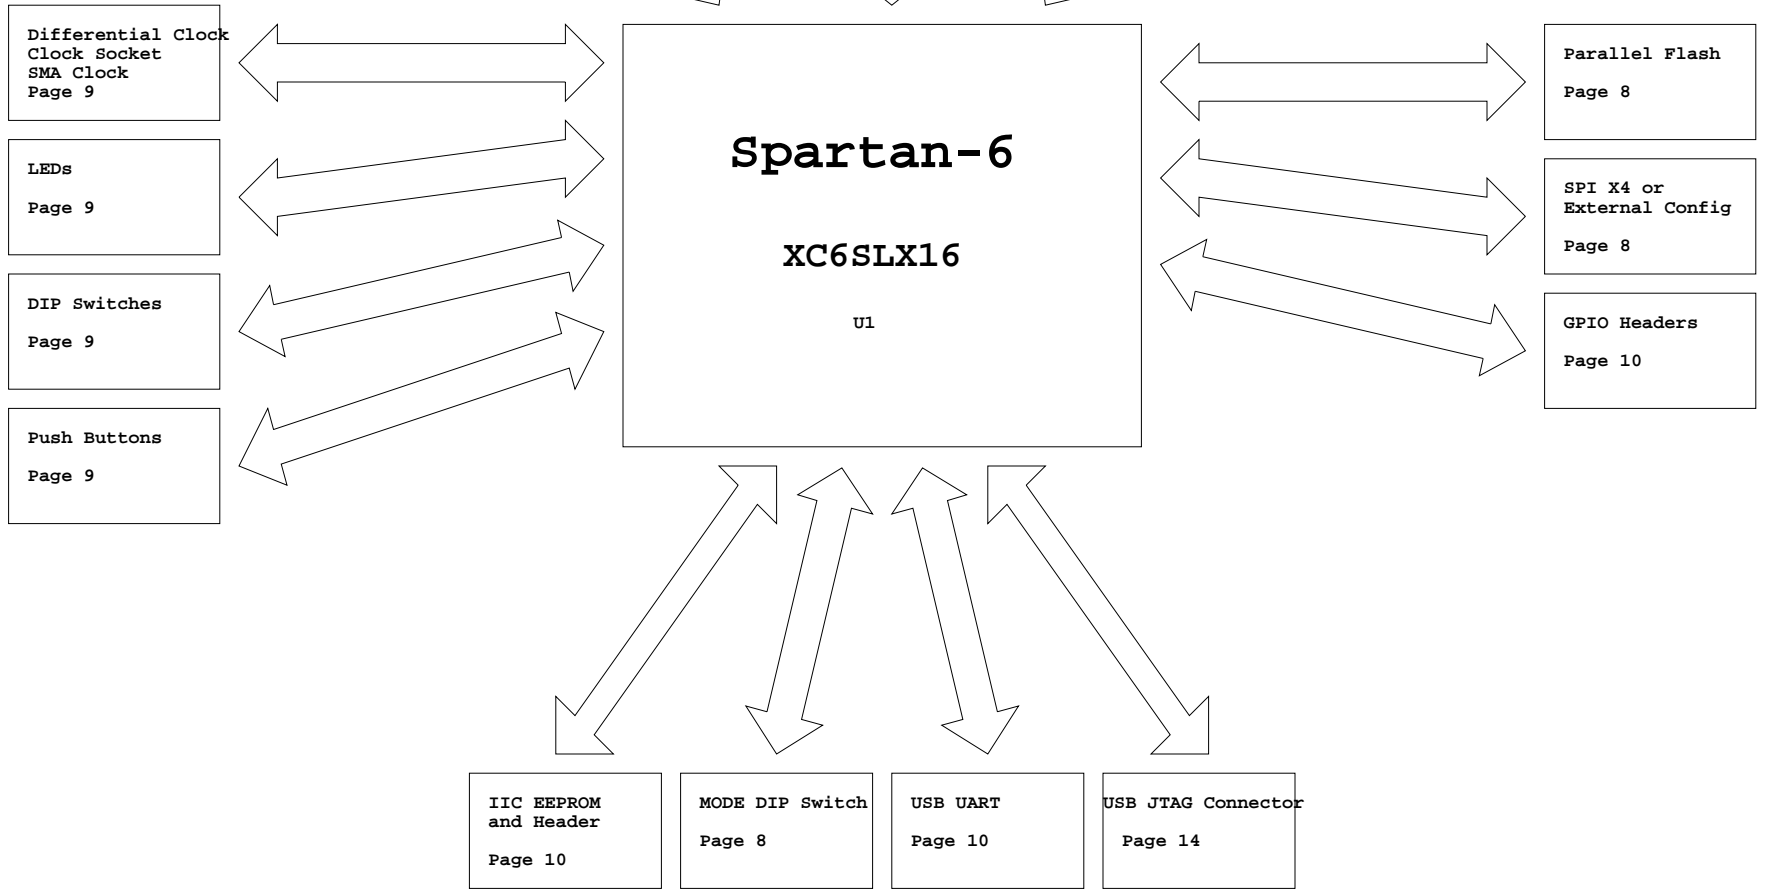 Differential Clock
Clock Socket
SMA Clock
Page 9
LEDs
Page 9
DIP Switches
Page 9
Push Buttons
Page 9
Spartan-6
XC6SLX16
U1
Parallel Flash
Page 8
SPI X4 or
External Config
Page 8
GPIO Headers
Page 10
IIC EEPROM
and Header
Page 10
MODE DIP Switch
Page 8
USB UART
Page 10
USB JTAG Connector
Page 14